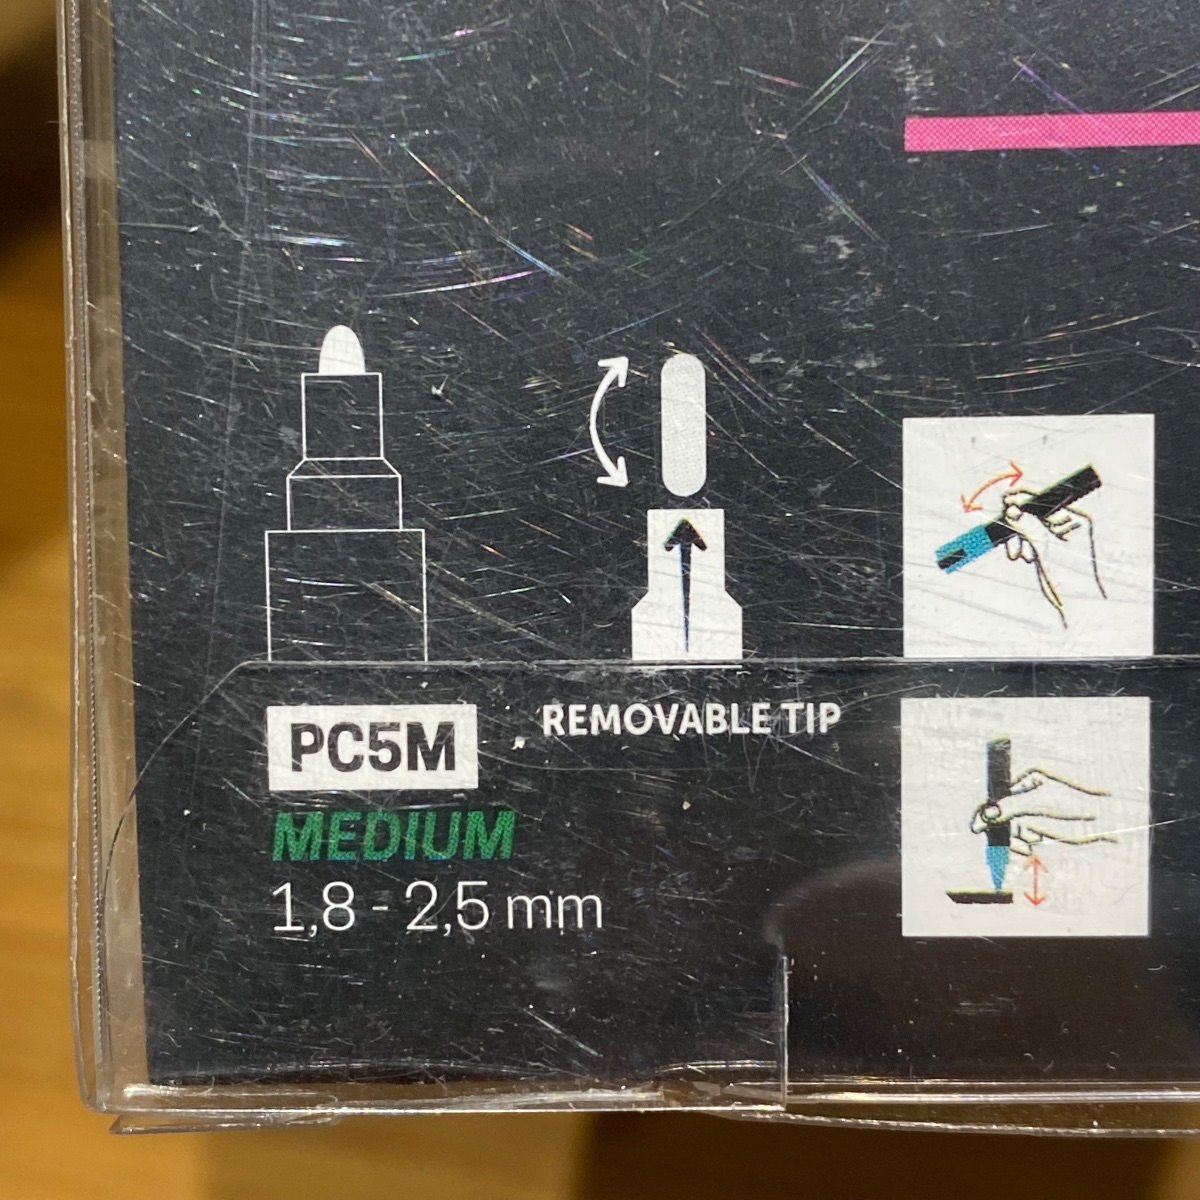 PC5M
REMOVABLE TIP
MEDIUM
1,8 - 2,5 mm